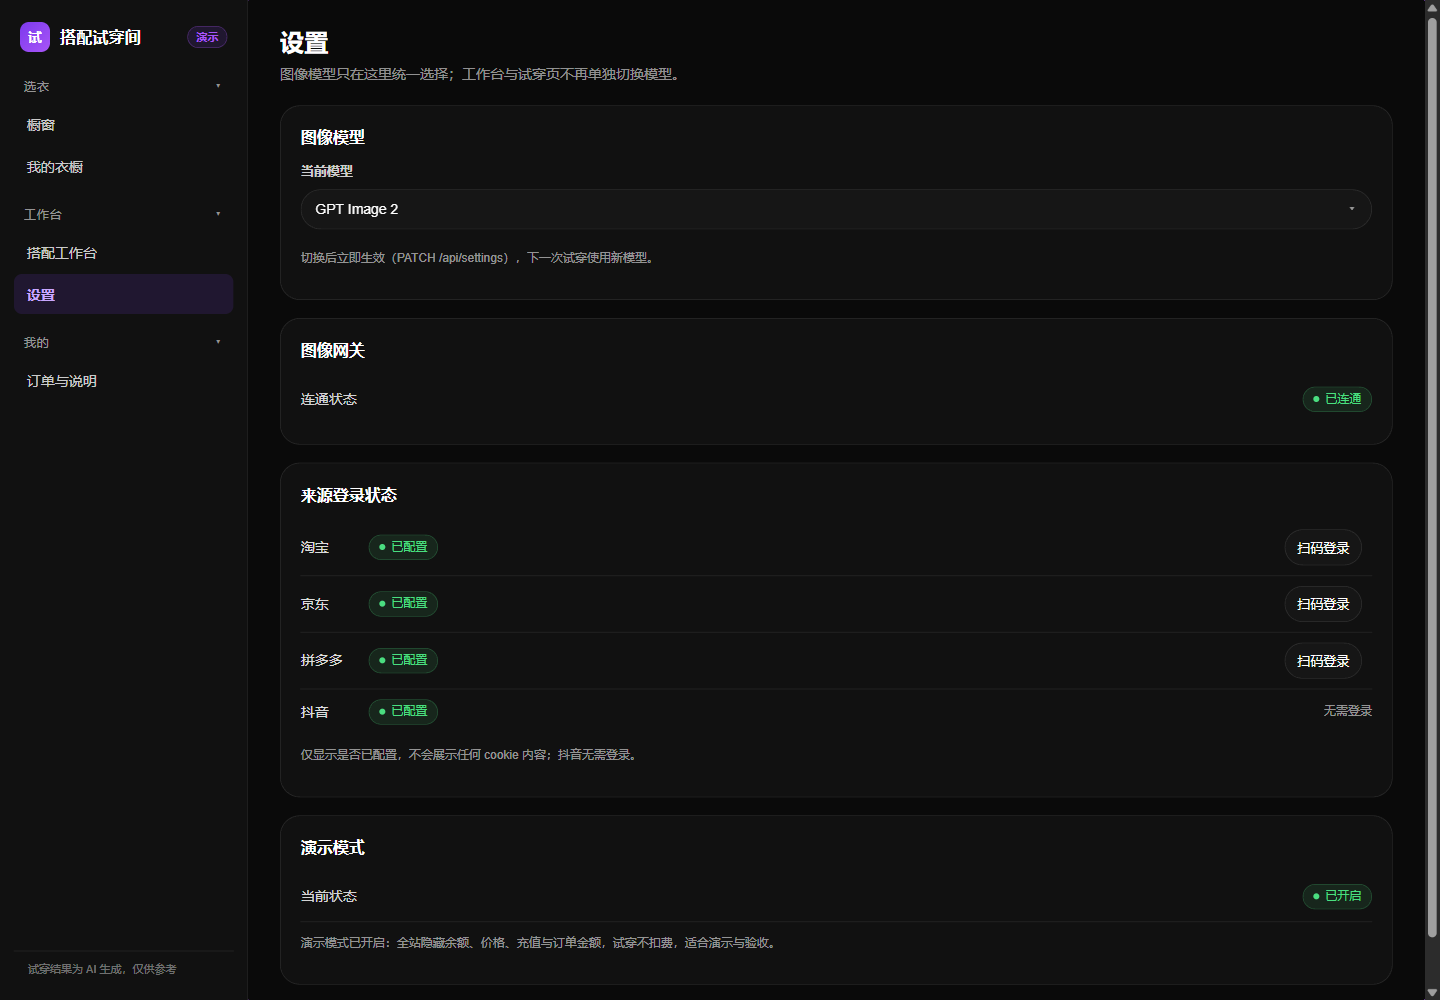 试 搭配试穿间 演示
选衣
橱窗
我的衣橱
工作台
搭配工作台
设置
我的
订单与说明
试穿结果为 AI 生成，仅供参考
设置
图像模型只在这里统一选择；工作台与试穿页不再单独切换模型。
图像模型
当前模型
GPT Image 2
切换后立即生效（PATCH /api/settings），下一次试穿使用新模型。
图像网关
连通状态 已连通
来源登录状态
淘宝 已配置 扫码登录
京东 已配置 扫码登录
拼多多 已配置 扫码登录
抖音 已配置 无需登录
仅显示是否已配置，不会展示任何 cookie 内容；抖音无需登录。
演示模式
当前状态 已开启
演示模式已开启：全站隐藏余额、价格、充值与订单金额，试穿不扣费，适合演示与验收。